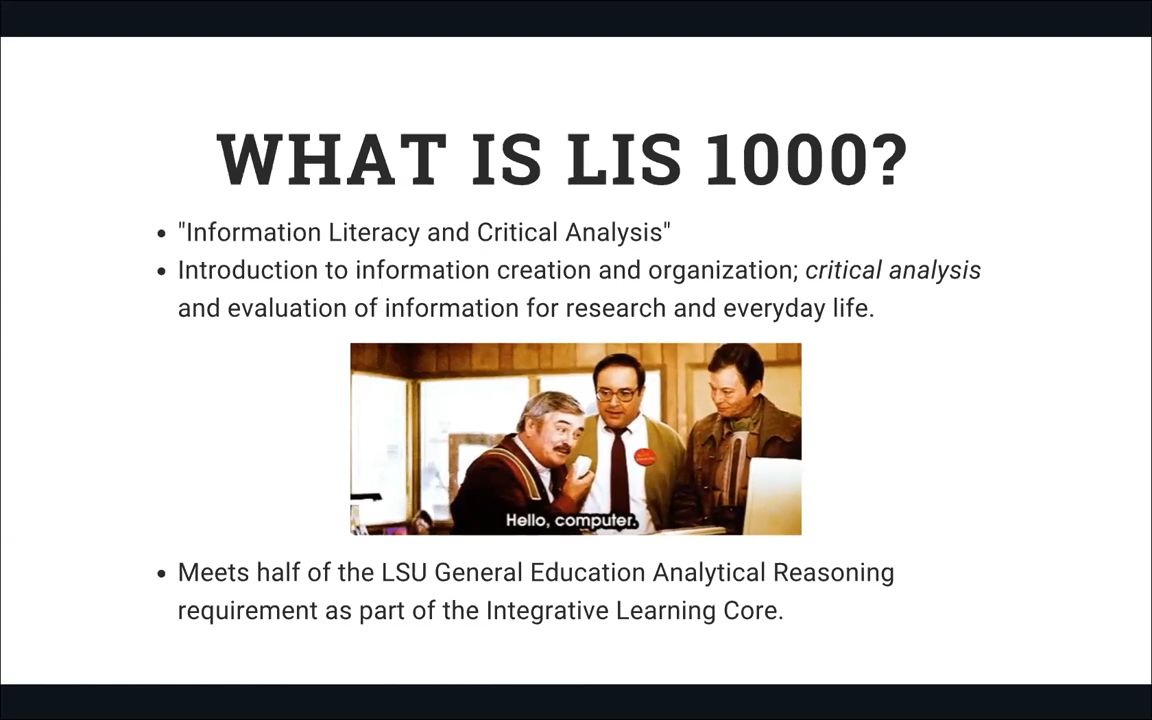 WHAT IS LIS 1000?
• "Information Literacy and Critical Analysis"
• Introduction to information creation and organization; critical analysis
and evaluation of information for research and everyday life.
Hello, computer.
• Meets half of the LSU General Education Analytical Reasoning
requirement as part of the Integrative Learning Core.